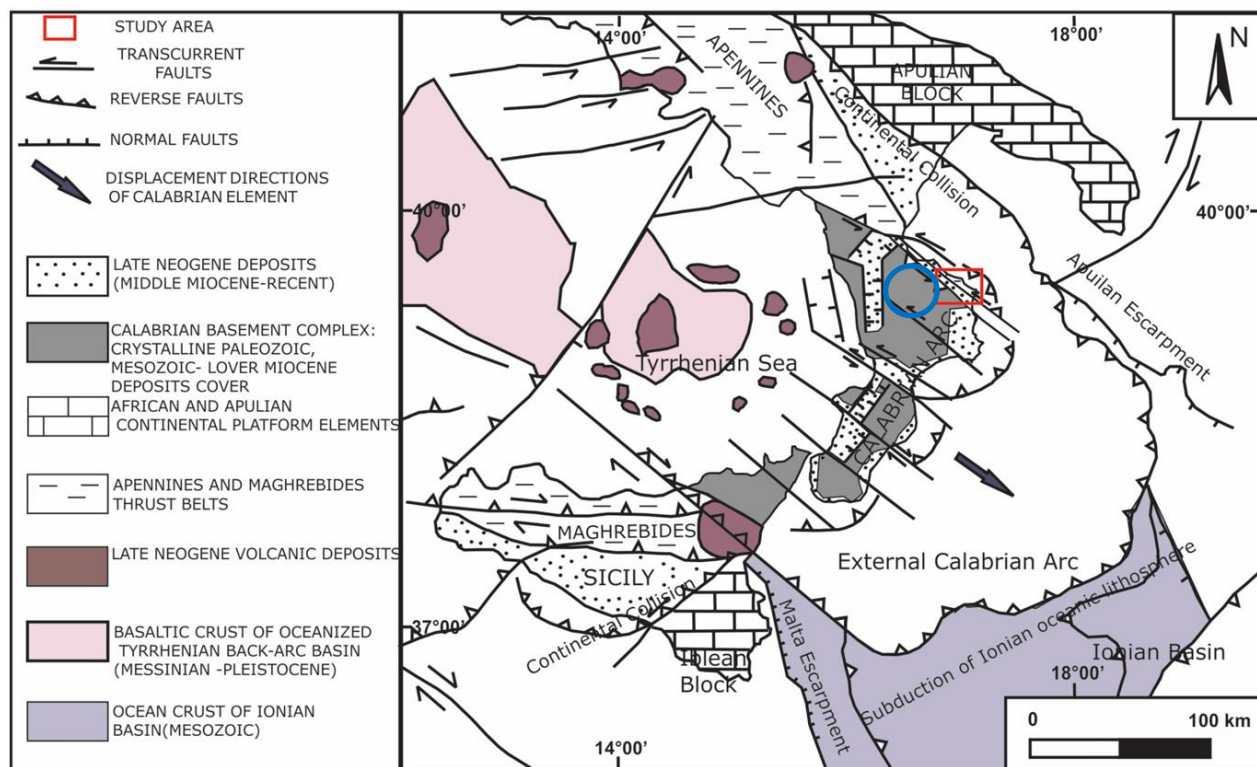 STUDY AREA
TRANSCURRENT
FAULTS
REVERSE FAULTS
NORMAL FAULTS
DISPLACEMENT DIRECTIONS
OF CALABRIAN ELEMENT
LATE NEOGENE DEPOSITS
(MIDDLE MIOCENE-RECENT)
CALABRIAN BASEMENT COMPLEX:
CRYSTALLINE PALEOZOIC,
MESOZOIC- LOVER MIOCENE
DEPOSITS COVER
AFRICAN AND APULIAN
CONTINENTAL PLATFORM ELEMENTS
APENNINES AND MAGHREBIDES
THRUST BELTS
LATE NEOGENE VOLCANIC DEPOSITS
BASALTIC CRUST OF OCEANIZED
TYRRHENIAN BACK-ARC BASIN
(MESSINIAN -PLEISTOCENE)
OCEAN CRUST OF IONIAN
BASIN(MESOZOIC)
14°00'
18°00'
N
APENNINES
APULIAN
BLOCK
Continental Collision
40°00'
40°00'
Apuilan Escarpment
Tyrrhenian Sea
CALABRIAN ARC
MAGHREBIDES
SICILY
External Calabrian Arc
37°00'
Continental Collision
Iblean
Block
Malta Escarpment
Subduction of Ionian oceanic lithosphere
Ionian Basin
18°00'
14°00'
0
100 km